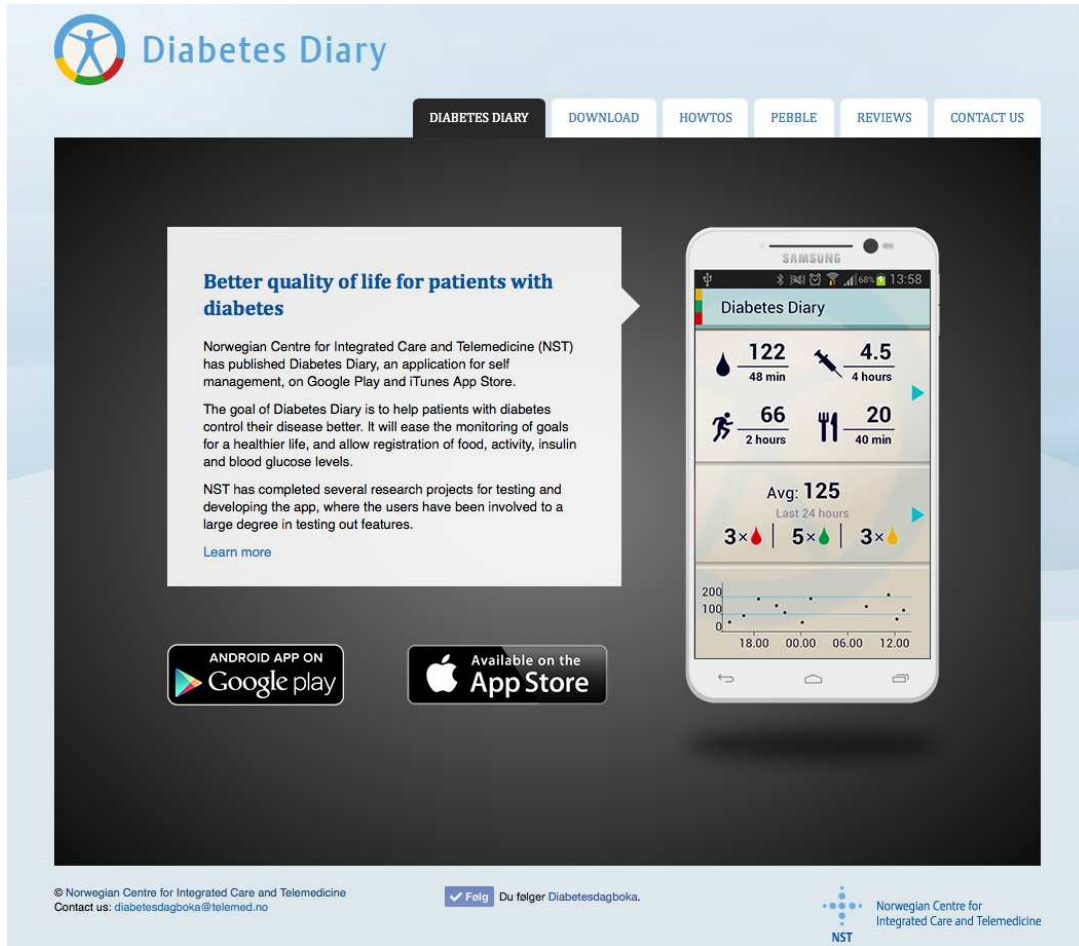 Diabetes Diary
DIABETES DIARY
DOWNLOAD
HOWTOS
PEBBLE
REVIEWS
CONTACT US
Better quality of life for patients with
diabetes
Norwegian Centre for Integrated Care and Telemedicine (NST)
has published Diabetes Diary, an application for self
management, on Google Play and iTunes App Store.
The goal of Diabetes Diary is to help patients with diabetes
control their disease better. It will ease the monitoring of goals
for a healthier life, and allow registration of food, activity, insulin
and blood glucose levels.
NST has completed several research projects for testing and
developing the app, where the users have been involved to a
large degree in testing out features.
Learn more
SAMSUNG
68% 13:58
Diabetes Diary
122
48 min
4.5
4 hours
66
2 hours
20
40 min
Avg: 125
Last 24 hours
3× 5× 3×
200
100
0
18.00 00.00 06.00 12.00
ANDROID APP ON
Google play
Available on the
App Store
© Norwegian Centre for Integrated Care and Telemedicine
Contact us: diabetesdagboka@telemed.no
Følg Du følger Diabetesdagboka.
NST
Norwegian Centre for
Integrated Care and Telemedicine